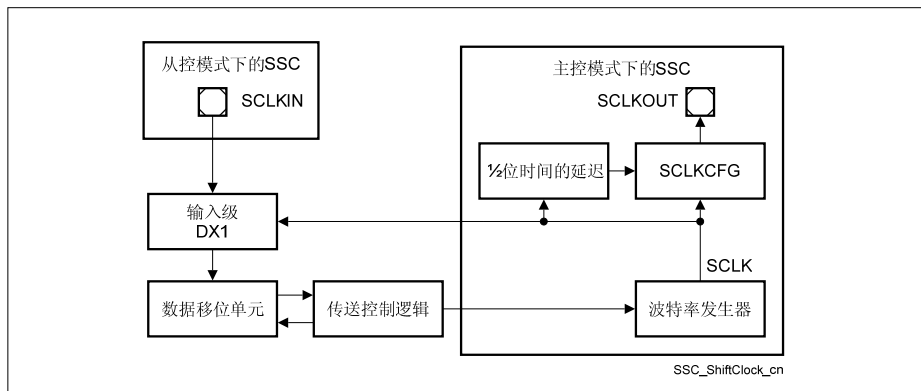 从控模式下的SSC
SCLKIN
主控模式下的SSC
SCLKOUT
½位时间的延迟
SCLKCFG
输入级
DX1
SCLK
数据移位单元
传送控制逻辑
波特率发生器
SSC_ShiftClock_cn